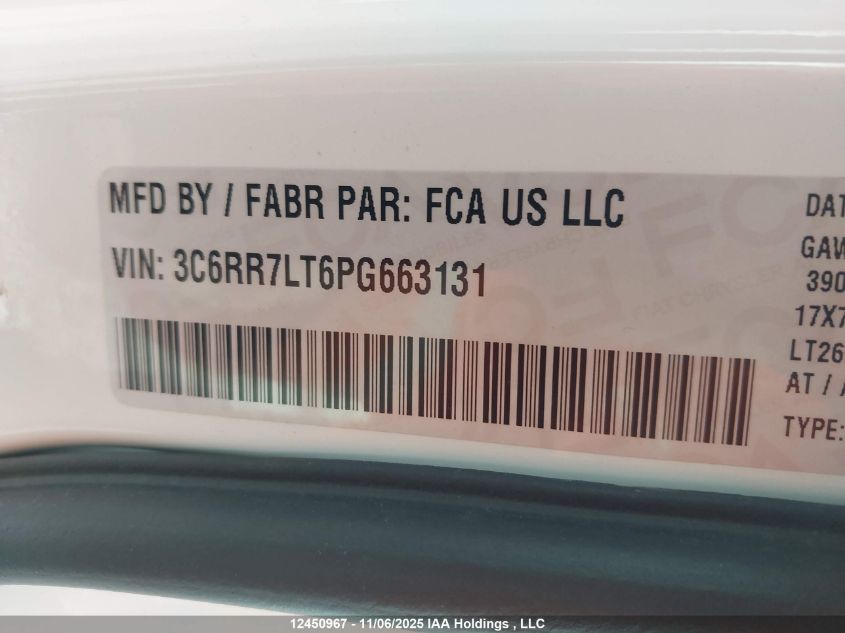 MFD BY / FABR PAR: FCA US LLC
VIN: 3C6RR7LT6PG663131
DAT
GAW
390
17X7
LT26
AT /
TYPE:
12450967 - 11/06/2025 IAA Holdings , LLC